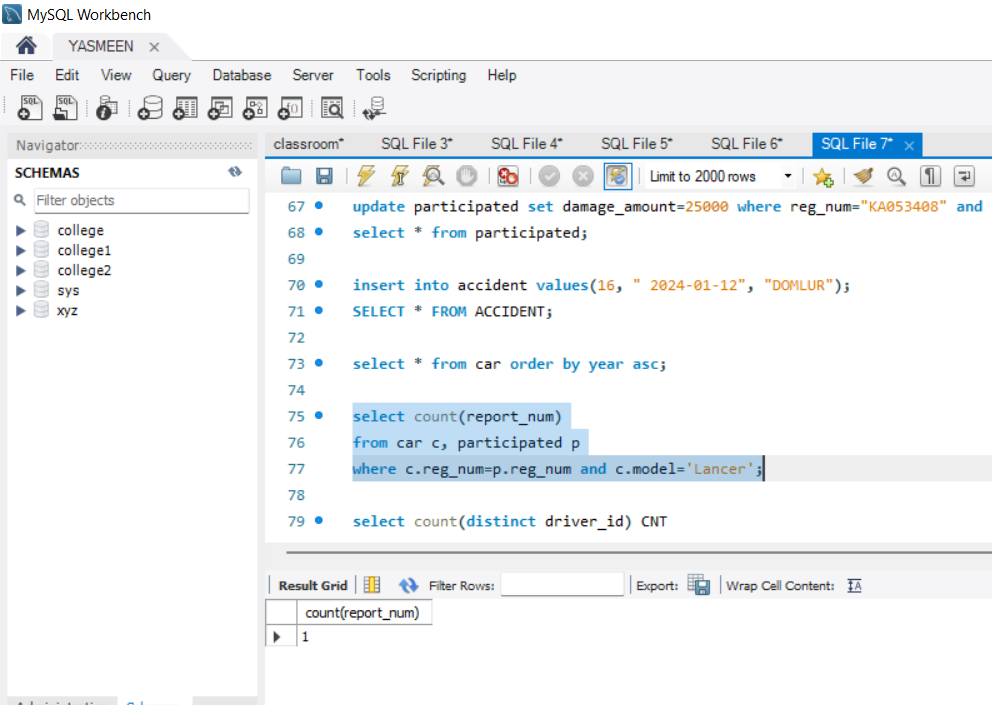 MySQL Workbench
YASMEEN
File Edit View Query Database Server Tools Scripting Help
Navigator
SCHEMAS
Filter objects
college
college1
college2
sys
xyz
classroom* SQL File 3* SQL File 4* SQL File 5* SQL File 6* SQL File 7*
Limit to 2000 rows
67 update participated set damage_amount=25000 where reg_num="KA053408" and
68 select * from participated;
69
70 insert into accident values(16, " 2024-01-12", "DOMLUR");
71 SELECT * FROM ACCIDENT;
72
73 select * from car order by year asc;
74
75 select count(report_num)
76 from car c, participated p
77 where c.reg_num=p.reg_num and c.model='Lancer';
78
79 select count(distinct driver_id) CNT
Result Grid Filter Rows: Export: Wrap Cell Content:
count(report_num)
1